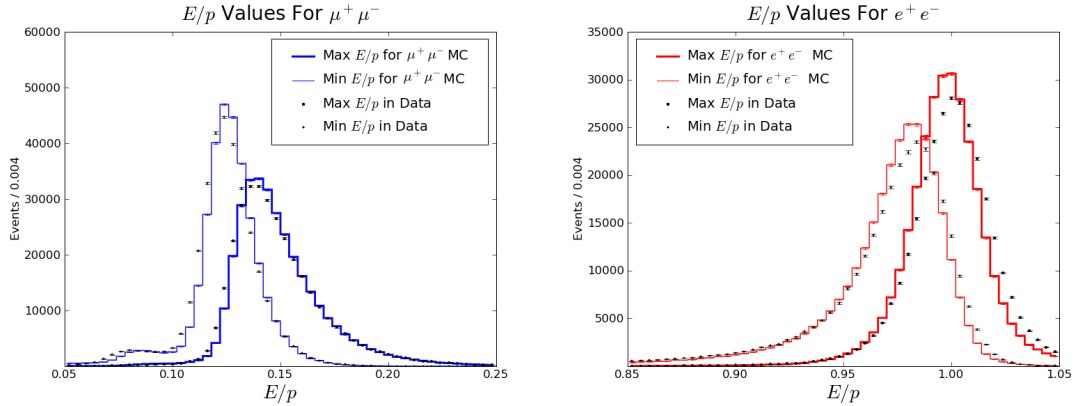 E/p Values For μ⁺μ⁻
60000
50000
40000
30000
20000
10000
Events / 0.004
Max E/p for μ⁺μ⁻ MC
Min E/p for μ⁺μ⁻ MC
Max E/p in Data
Min E/p in Data
0.05 0.10 0.15 0.20 0.25
E/p
E/p Values For e⁺e⁻
35000
30000
25000
20000
15000
10000
5000
Events / 0.004
Max E/p for e⁺e⁻ MC
Min E/p for e⁺e⁻ MC
Max E/p in Data
Min E/p in Data
0.85 0.90 0.95 1.00 1.05
E/p